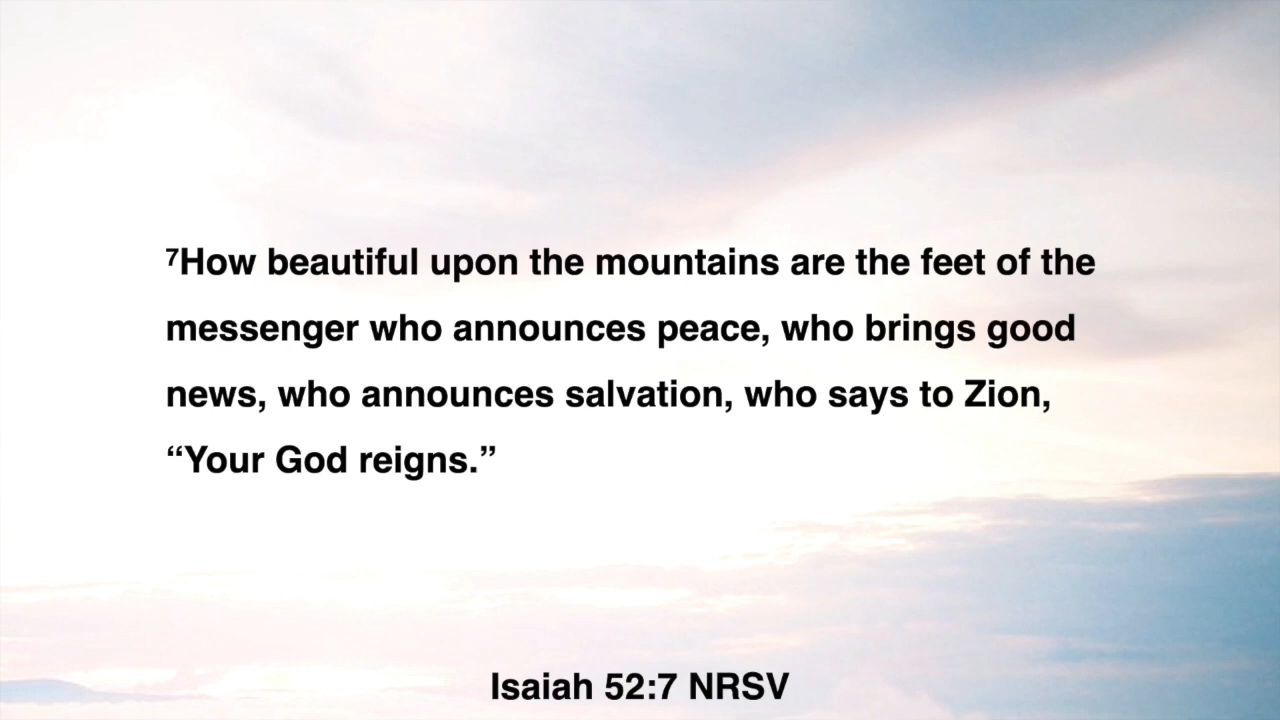 ⁷How beautiful upon the mountains are the feet of the
messenger who announces peace, who brings good
news, who announces salvation, who says to Zion,
“Your God reigns.”
Isaiah 52:7 NRSV